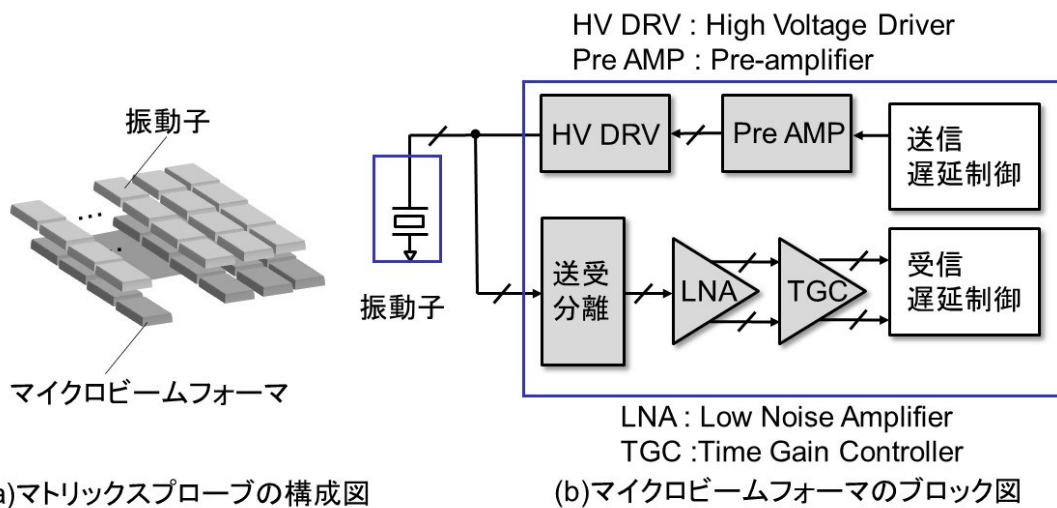 HV DRV : High Voltage Driver
Pre AMP : Pre-amplifier
振動子
マイクロビームフォーマ
a)マトリックスプローブの構成図
HV DRV
Pre AMP
送信
遅延制御
振動子
送受
分離
LNA
TGC
受信
遅延制御
LNA : Low Noise Amplifier
TGC :Time Gain Controller
(b)マイクロビームフォーマのブロック図